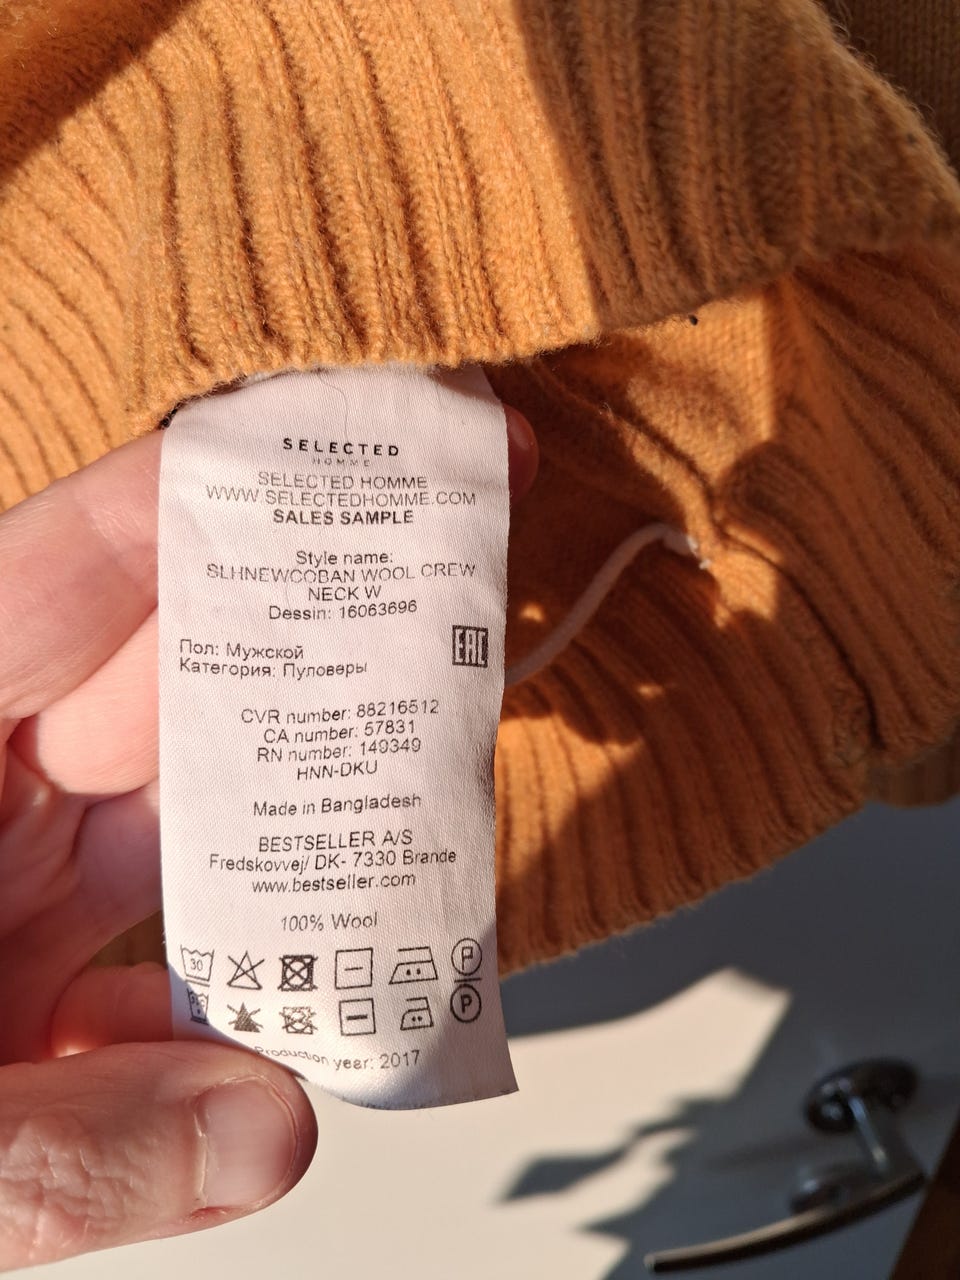 SELECTED
HOMME
SELECTED HOMME
WWW.SELECTEDHOMME.COM
SALES SAMPLE
Style name:
SLHNEWCOBAN WOOL CREW
NECK W
Dessin: 16063696
EAC
Пол: Мужской
Категория: Пуловеры
CVR number: 88216512
CA number: 57831
RN number: 149349
HNN-DKU
Made in Bangladesh
BESTSELLER A/S
Fredskovvej/ DK- 7330 Brande
www.bestseller.com
100% Wool
30 P
P
Production year: 2017